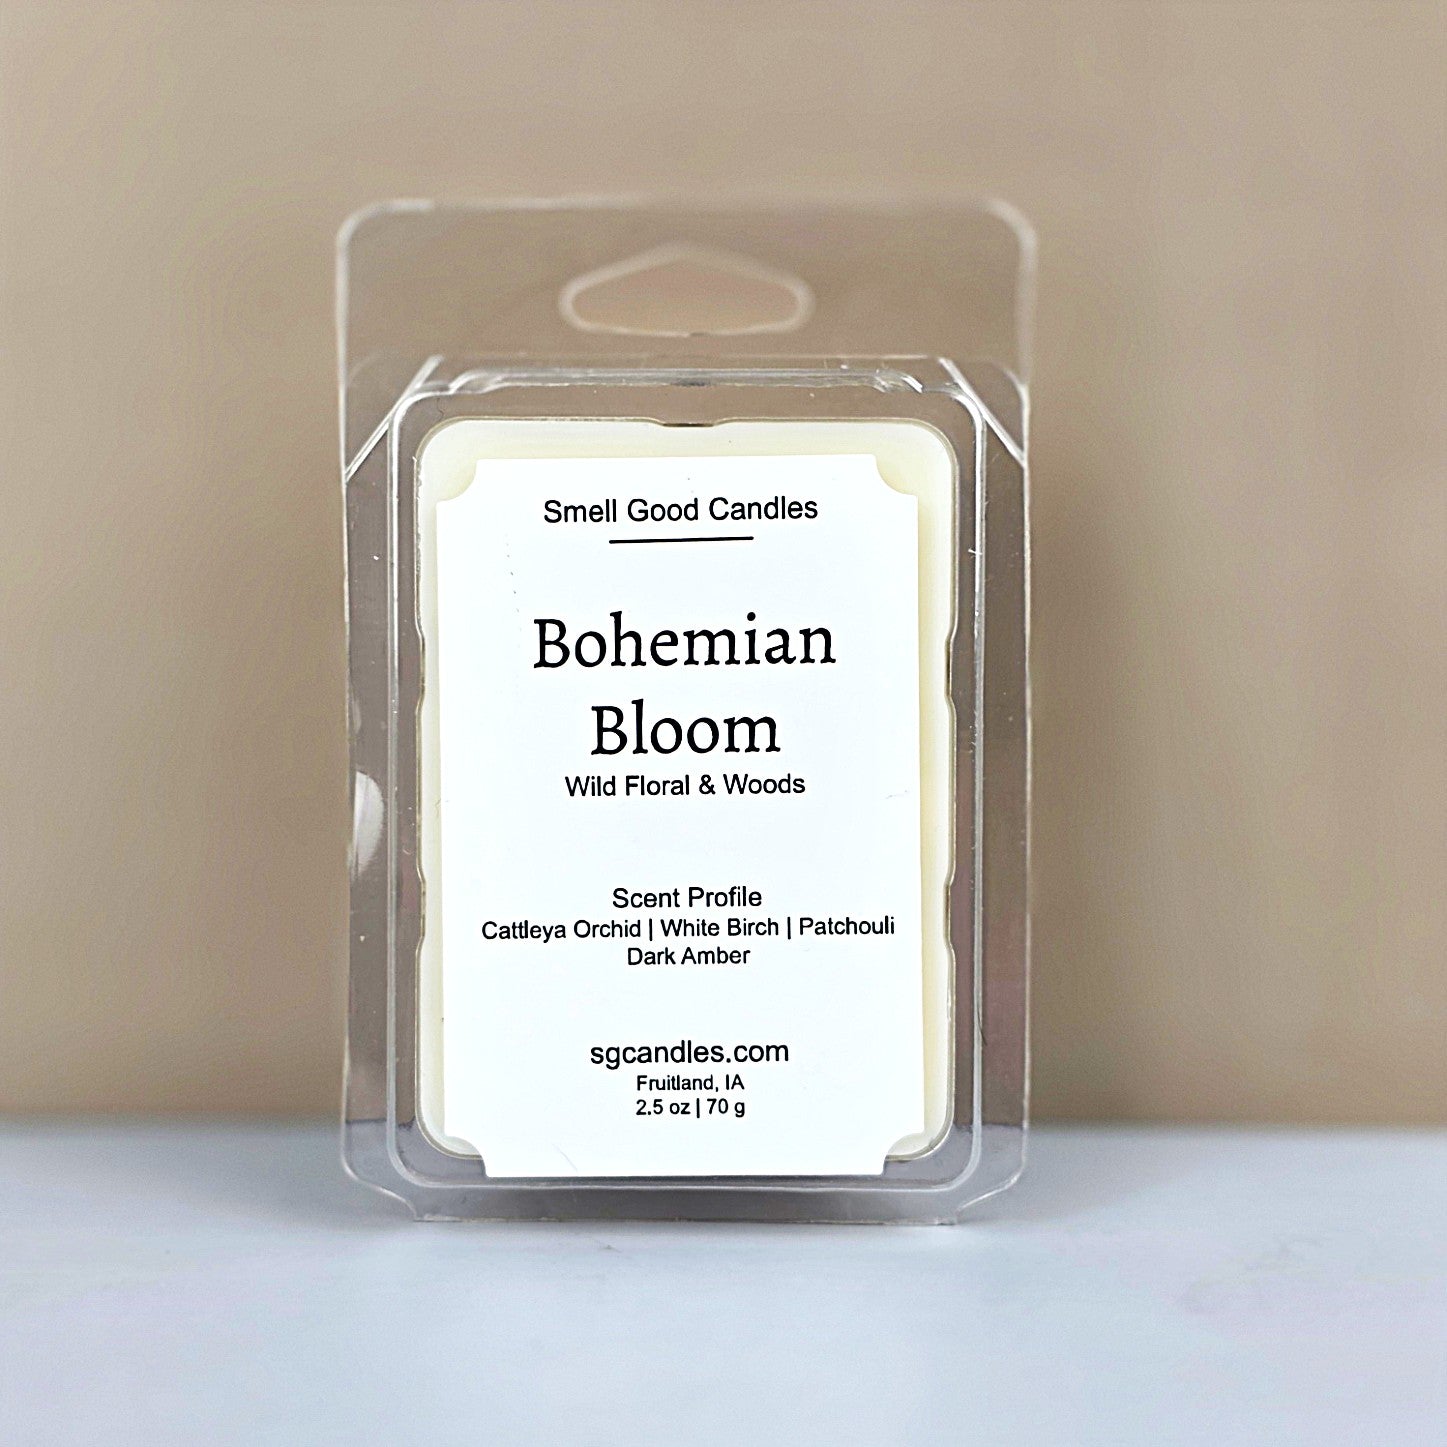 Smell Good Candles
Bohemian
Bloom
Wild Floral & Woods
Scent Profile
Cattleya Orchid | White Birch | Patchouli
Dark Amber
sgcandles.com
Fruitland, IA
2.5 oz | 70 g